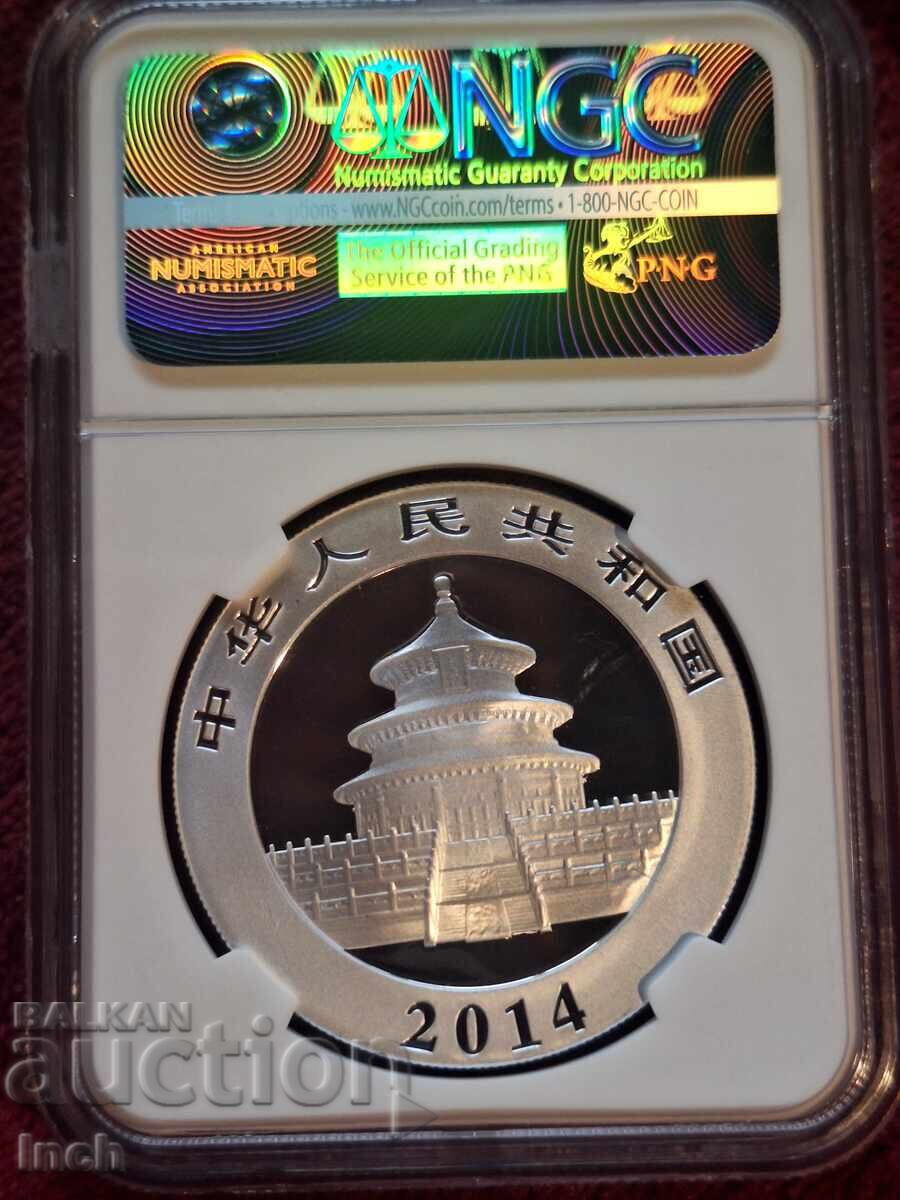 NGC
Numismatic Guaranty Corporation
www.NGCcoin.com/terms • 1-800-NGC-COIN
AMERICAN
NUMISMATIC
ASSOCIATION
The Official Grading
Service of the PNG
PNG
中华人民共和国
2014
BALKAN
auction
Inch